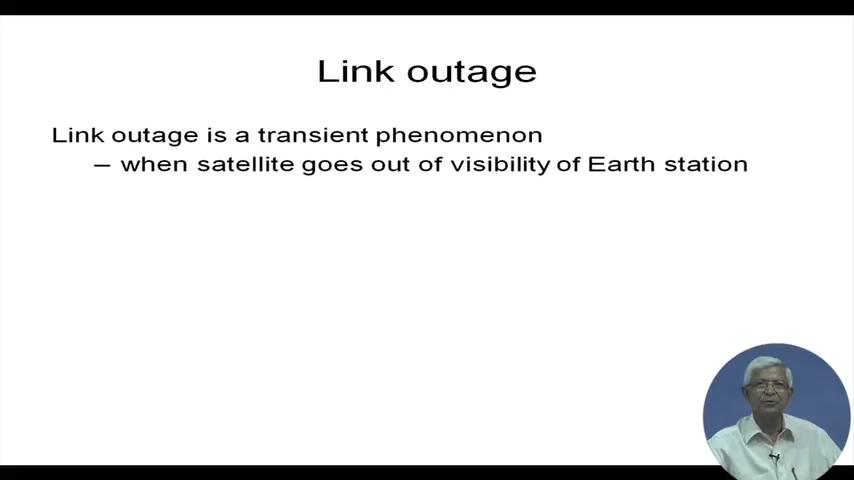 Link outage
Link outage is a transient phenomenon
– when satellite goes out of visibility of Earth station